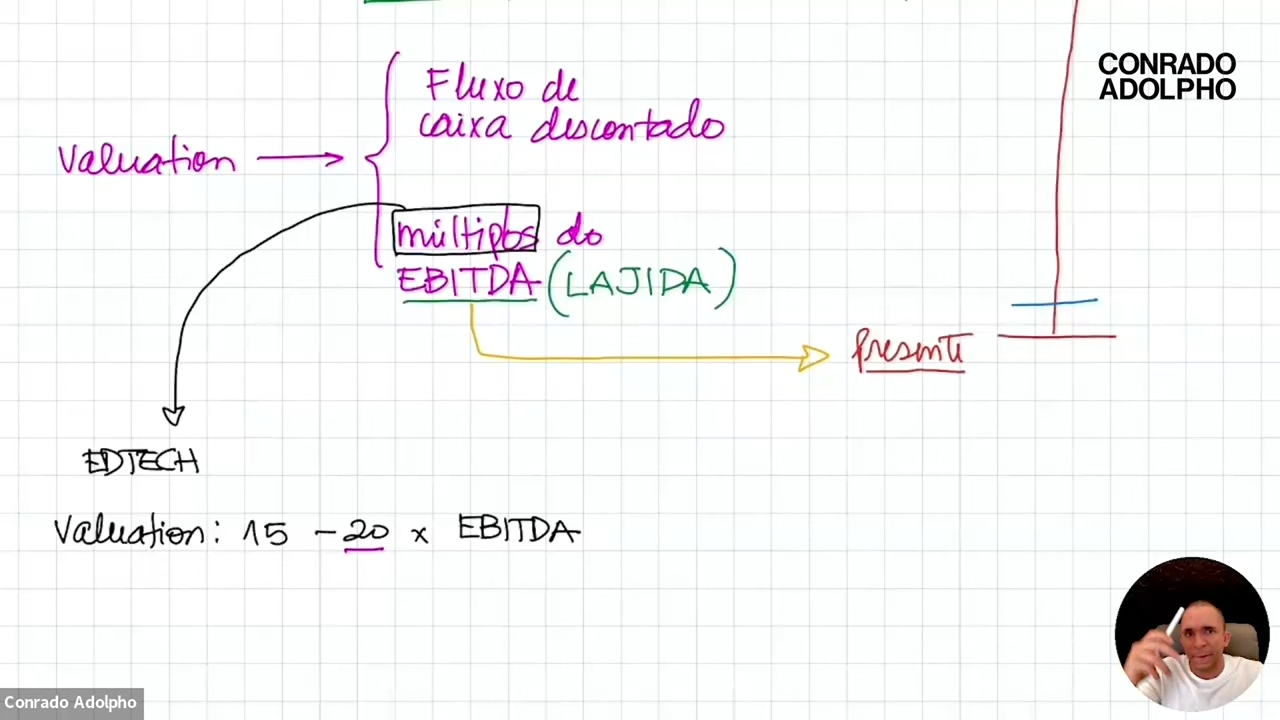 CONRADO
ADOLPHO
Fluxo de
caixa descontado
Valuation
múltiplos do
EBITDA (LAJIDA)
Presente
EDTECH
Valuation: 15 - 20 x EBITDA
Conrado Adolpho